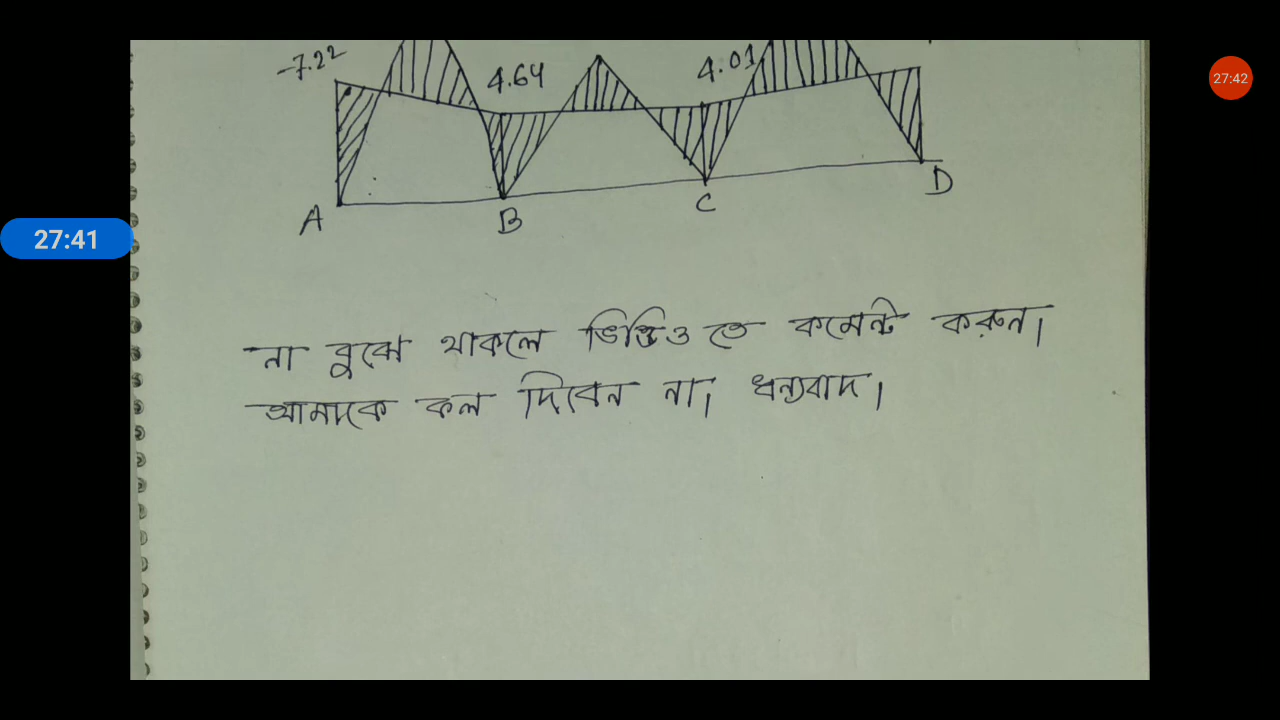 -7.22
4.64
4.01
27:42
A
B
C
D
27:41
না বুঝে থাকলে ভিডিও তে কমেন্ট করুন।
আমাকে কল দিবেন না। ধন্যবাদ।